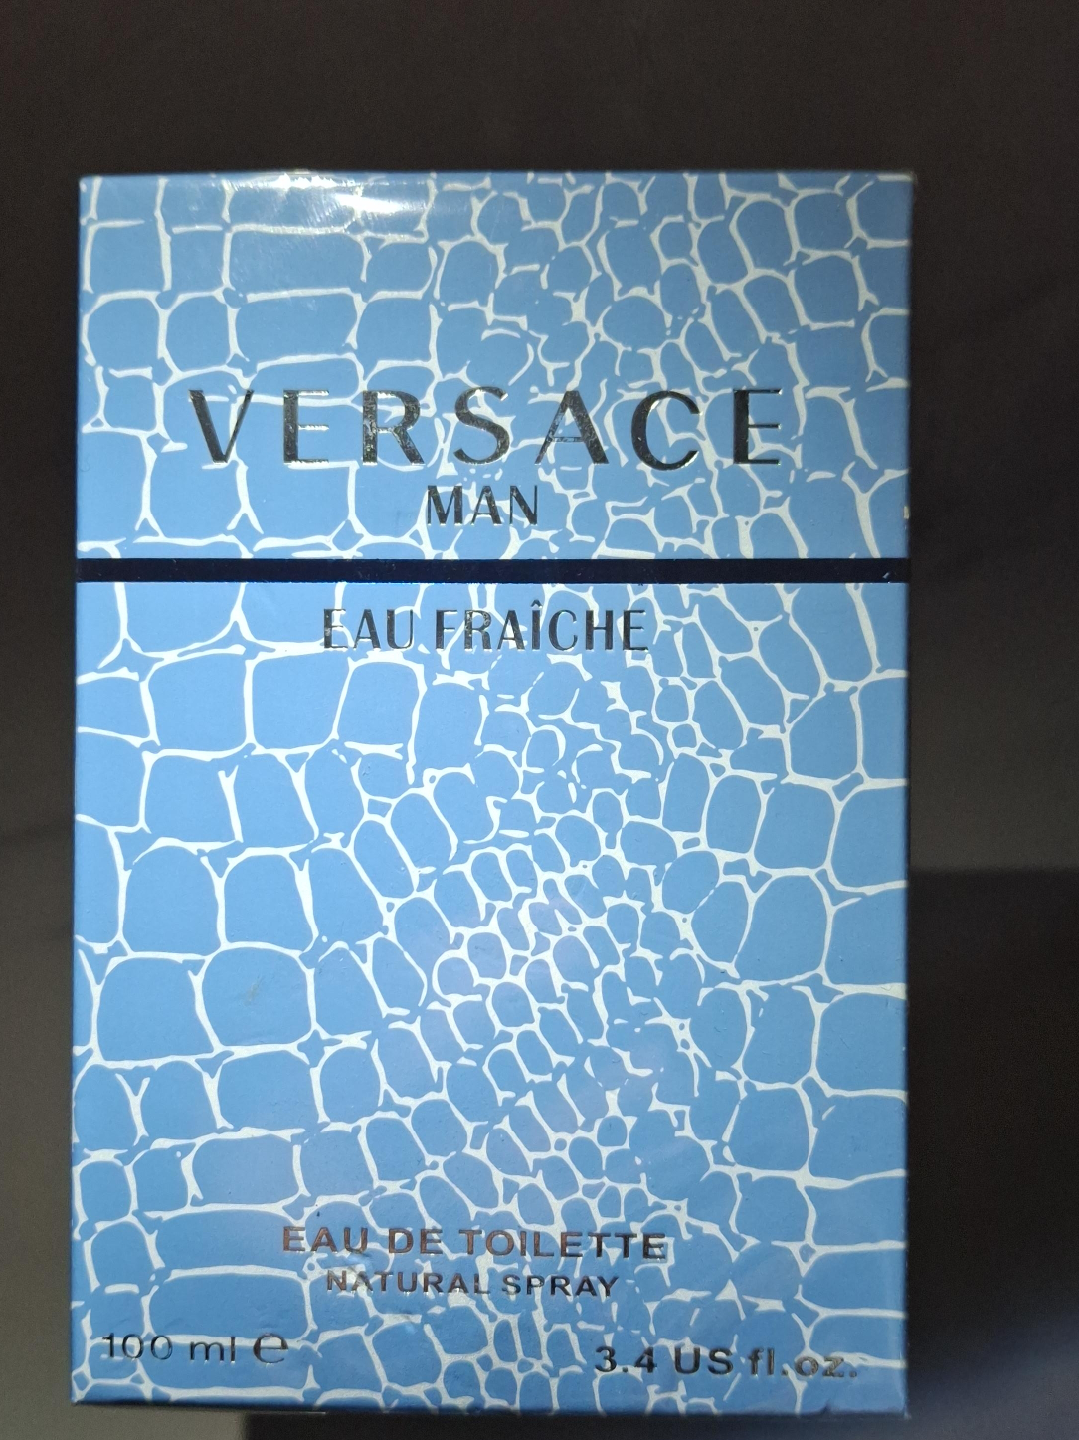 VERSACE
MAN
EAU FRAÎCHE
EAU DE TOILETTE
NATURAL SPRAY
100 ml ℮ 3.4 US fl.oz.